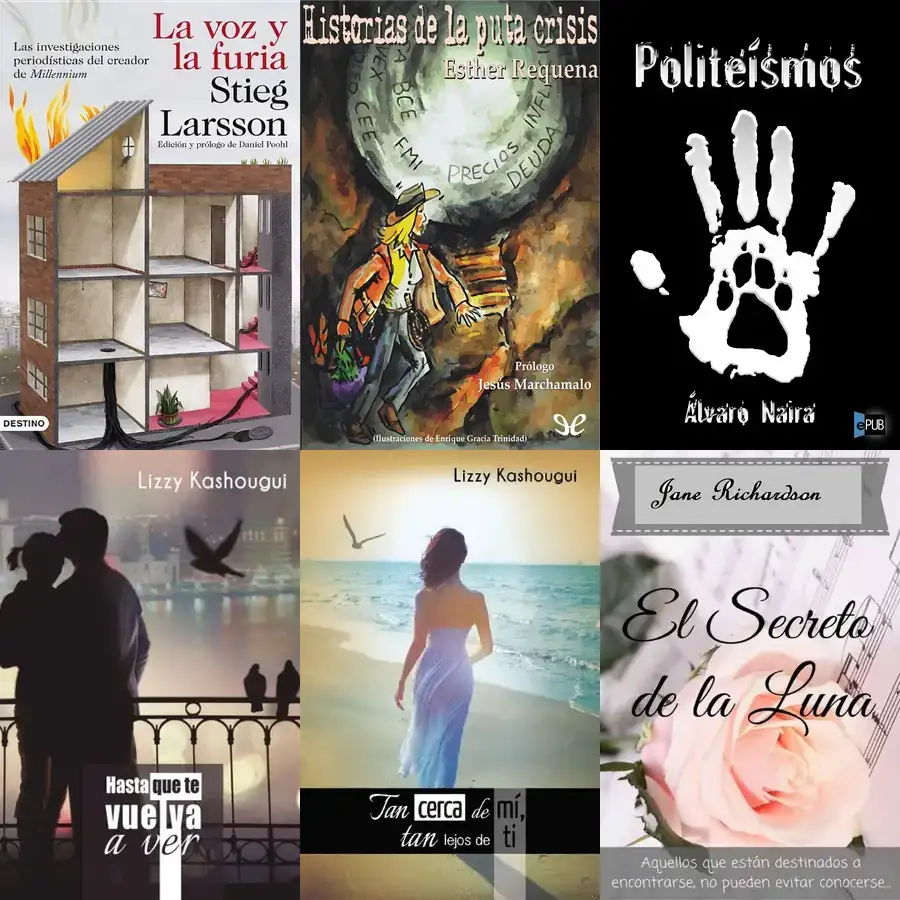 La voz y
la furia
Stieg
Larsson
Las investigaciones
periodísticas del creador
de Millennium
Edición y prólogo de Daniel Poohl
DESTINO
Historias de la puta crisis
Esther Requena
BCE
FMI
PRECIOS
DEUDA
CEE
Prólogo
Jesús Marchamalo
(Ilustraciones de Enrique Gracia Trinidad)
Politeísmos
Álvaro Naira
ePUB
Lizzy Kashougui
Hasta que te
vuelva
a ver
Lizzy Kashougui
Tan cerca de mí,
tan lejos de ti
Jane Richardson
El Secreto
de la Luna
Aquellos que están destinados a
encontrarse, no pueden evitar conocerse...